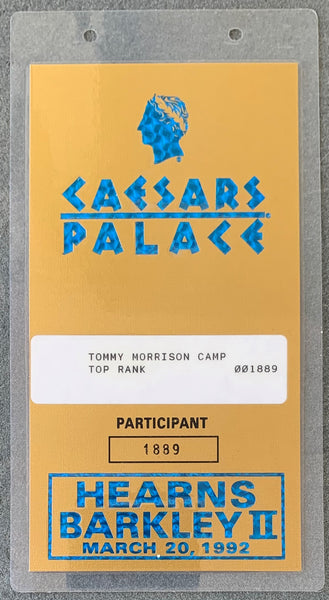 CAESARS
PALACE
TOMMY MORRISON CAMP
TOP RANK 001889
PARTICIPANT
1889
HEARNS
BARKLEY II
MARCH 20, 1992